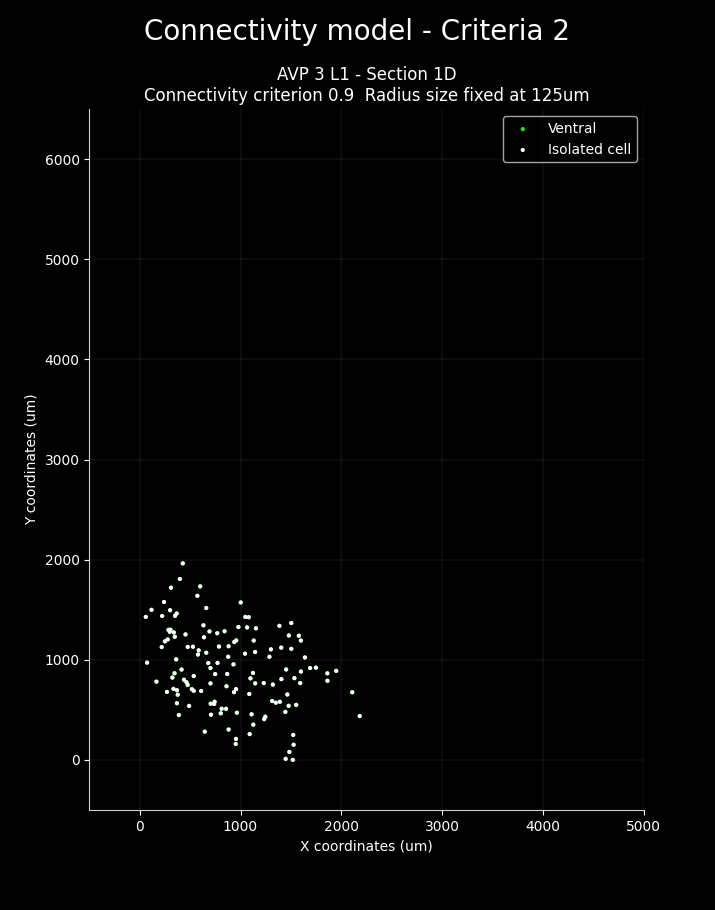 Connectivity model - Criteria 2
AVP 3 L1 - Section 1D
Connectivity criterion 0.9  Radius size fixed at 125um
Ventral
Isolated cell
6000
5000
4000
3000
2000
1000
0
Y coordinates (um)
0 1000 2000 3000 4000 5000
X coordinates (um)